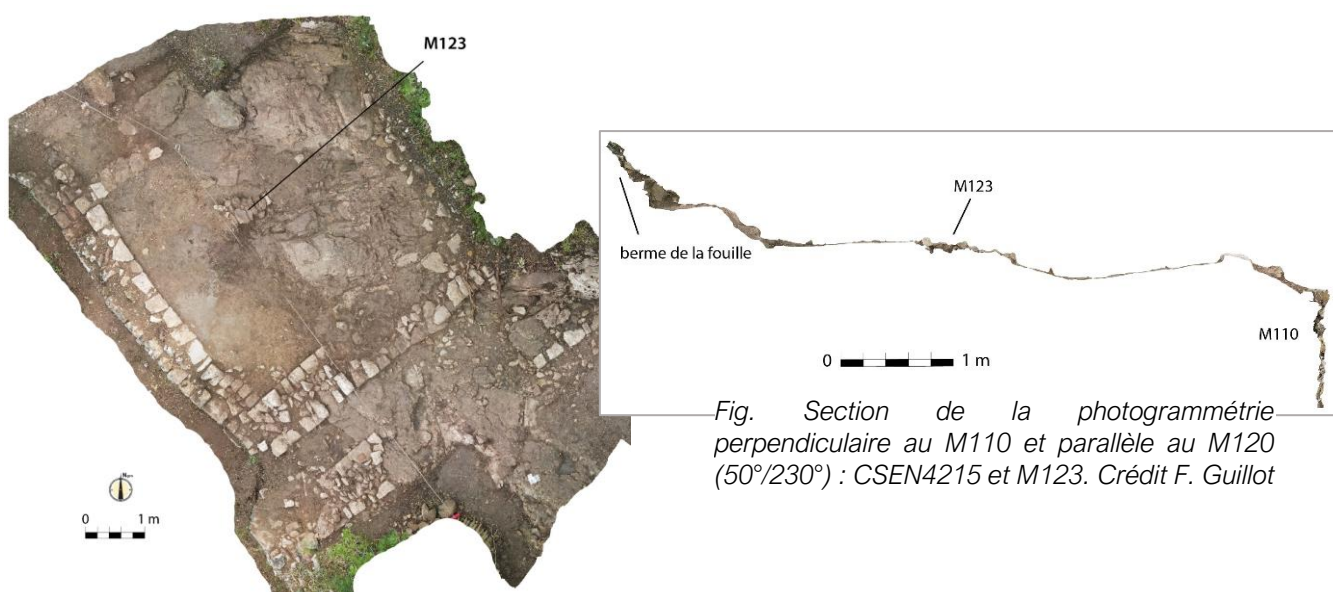 M123
0 1 m
M123
berme de la fouille
M110
0 1 m
Fig. Section de la photogrammétrie
perpendiculaire au M110 et parallèle au M120
(50°/230°) : CSEN4215 et M123. Crédit F. Guillot